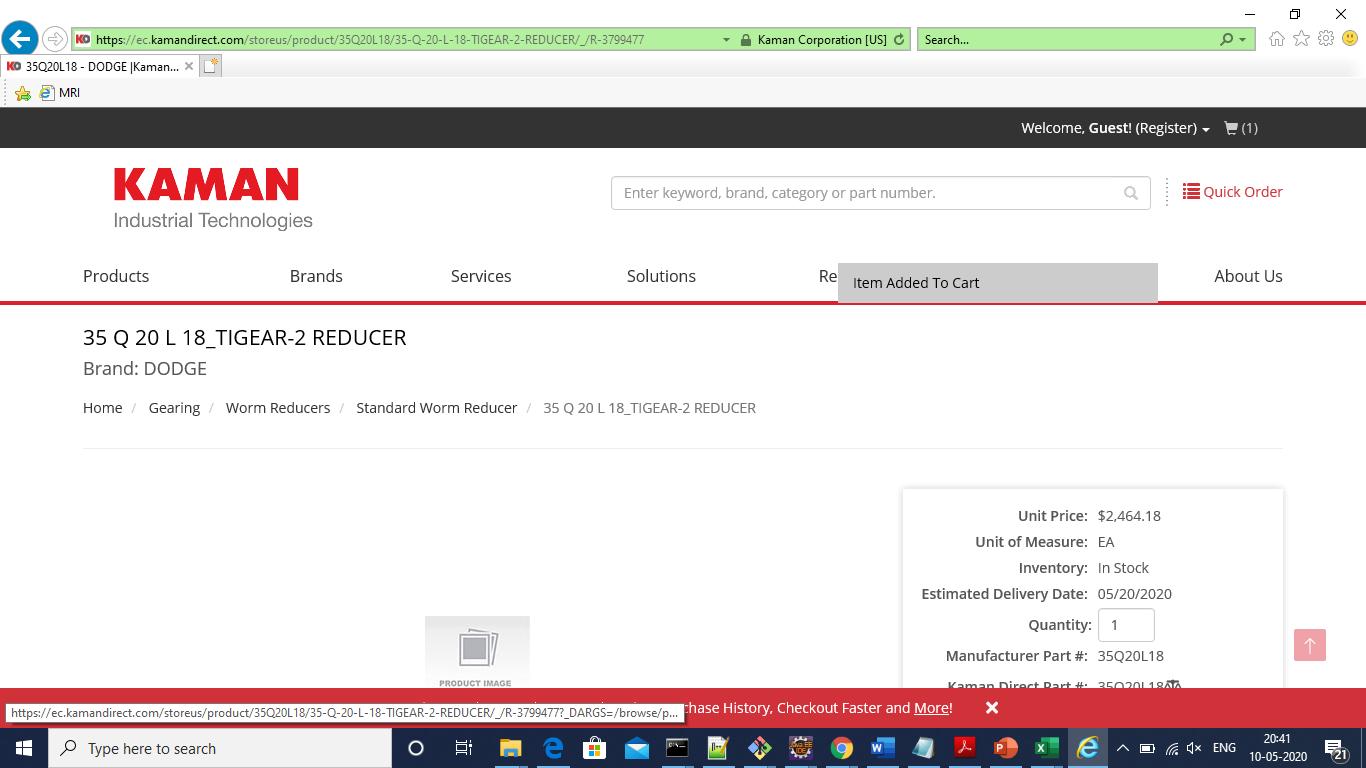 https://ec.kamandirect.com/storeus/product/35Q20L18/35-Q-20-L-18-TIGEAR-2-REDUCER/_/R-3799477
Kaman Corporation [US]
Search...
KD 35Q20L18 - DODGE |Kaman...
MRI
Welcome, Guest! (Register)
(1)
KAMAN
Industrial Technologies
Enter keyword, brand, category or part number.
Quick Order
Products
Brands
Services
Solutions
Re
Item Added To Cart
About Us
35 Q 20 L 18_TIGEAR-2 REDUCER
Brand: DODGE
Home / Gearing / Worm Reducers / Standard Worm Reducer / 35 Q 20 L 18_TIGEAR-2 REDUCER
Unit Price: $2,464.18
Unit of Measure: EA
Inventory: In Stock
Estimated Delivery Date: 05/20/2020
Quantity: 1
Manufacturer Part #: 35Q20L18
Kaman Direct Part #: 35Q20L18
PRODUCT IMAGE
chase History, Checkout Faster and More!
https://ec.kamandirect.com/storeus/product/35Q20L18/35-Q-20-L-18-TIGEAR-2-REDUCER/_/R-3799477?_DARGS=/browse/p...
Type here to search
ENG
20:41
10-05-2020
21